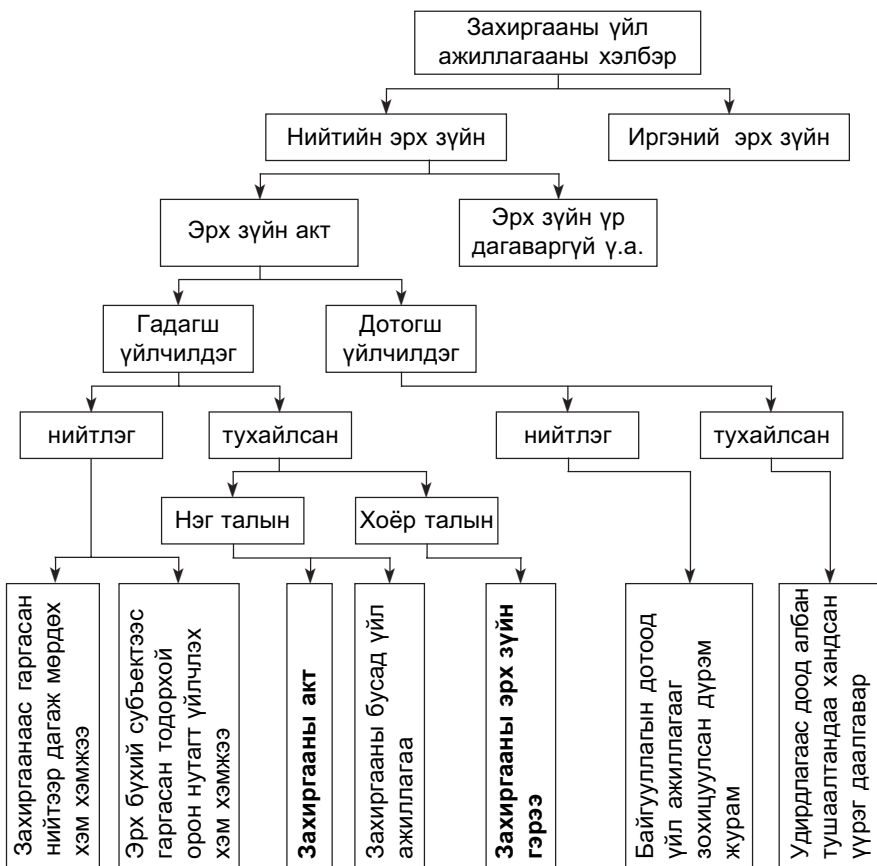 Захиргааны үйл
ажиллагааны хэлбэр
Нийтийн эрх зүйн
Иргэний эрх зүйн
Эрх зүйн акт
Эрх зүйн үр
дагаваргүй ү.а.
Гадагш
үйлчилдэг
Дотогш
үйлчилдэг
нийтлэг
тухайлсан
нийтлэг
тухайлсан
Нэг талын
Хоёр талын
Захиргаанаас гаргасан
нийтээр дагаж мөрдөх
хэм хэмжээ
Эрх бүхий субъектээс
гаргасан тодорхой
орон нутагт үйлчлэх
хэм хэмжээ
Захиргааны акт
Захиргааны бусад үйл
ажиллагаа
Захиргааны эрх зүйн
гэрээ
Байгууллагын дотоод
үйл ажиллагааг
зохицуулсан дүрэм
журам
Удирдлагаас доод албан
тушаалтандаа хандсан
үүрэг даалгавар